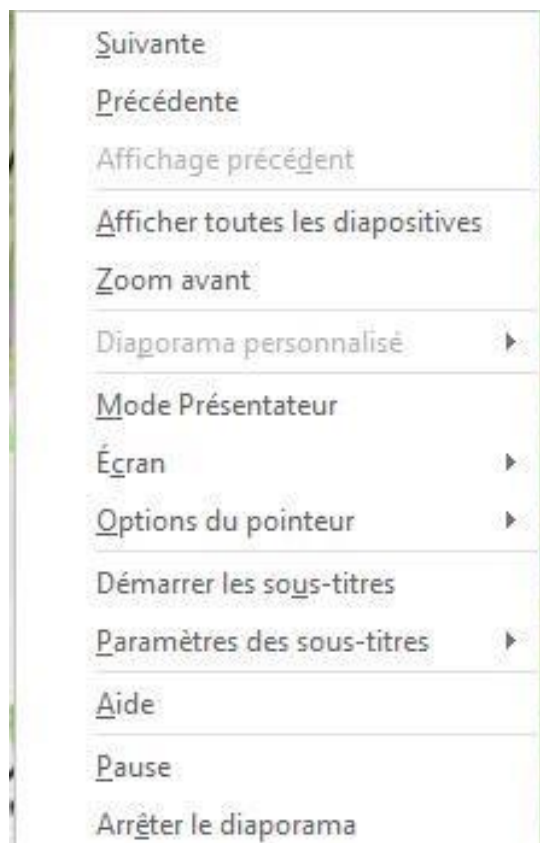 Suivante
Précédente
Affichage précédent
Afficher toutes les diapositives
Zoom avant
Diaporama personnalisé
Mode Présentateur
Écran
Options du pointeur
Démarrer les sous-titres
Paramètres des sous-titres
Aide
Pause
Arrêter le diaporama